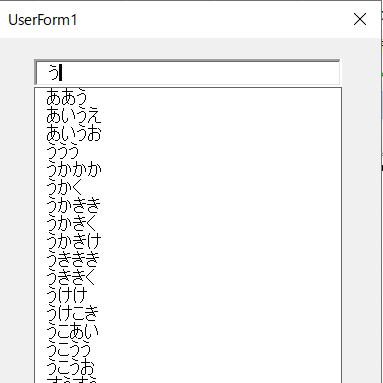 UserForm1
う
ああう
あいうえ
あいうお
ううう
うかかか
うかく
うかきき
うかきく
うかきけ
うききき
うききく
うけけ
うけこき
うこあい
うこうう
うこうお